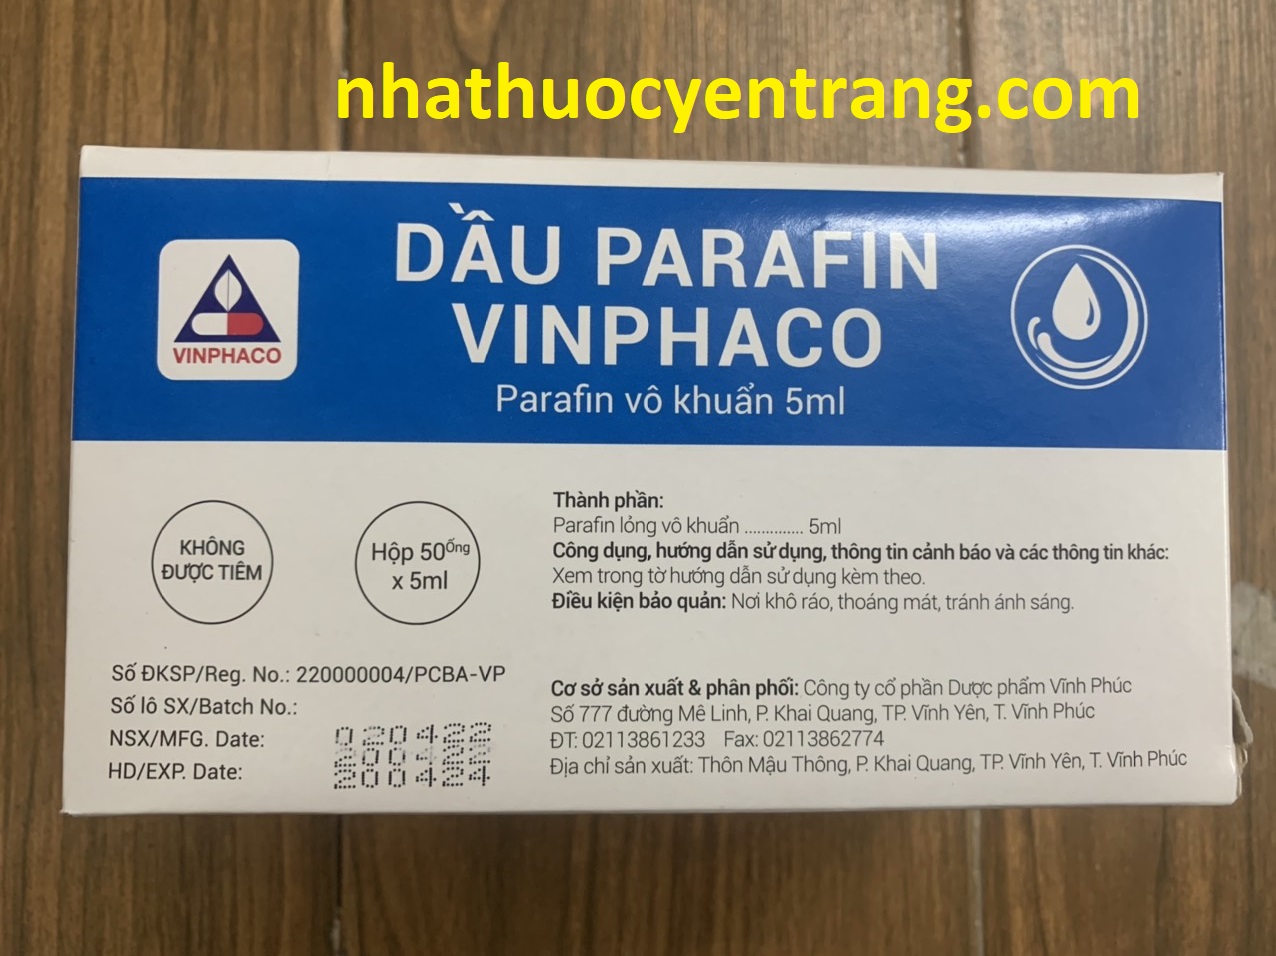 nhathuocyentrang.com
DẦU PARAFIN
VINPHACO
Parafin vô khuẩn 5ml
VINPHACO
KHÔNG
ĐƯỢC TIÊM
Hộp 50 Ống
x 5ml
Thành phần:
Parafin lỏng vô khuẩn ............. 5ml
Công dụng, hướng dẫn sử dụng, thông tin cảnh báo và các thông tin khác:
Xem trong tờ hướng dẫn sử dụng kèm theo.
Điều kiện bảo quản: Nơi khô ráo, thoáng mát, tránh ánh sáng.
Số ĐKSP/Reg. No.: 220000004/PCBA-VP
Số lô SX/Batch No.:
NSX/MFG. Date:
HD/EXP. Date:
020422
200422
200424
Cơ sở sản xuất & phân phối: Công ty cổ phần Dược phẩm Vĩnh Phúc
Số 777 đường Mê Linh, P. Khai Quang, TP. Vĩnh Yên, T. Vĩnh Phúc
ĐT: 02113861233 Fax: 02113862774
Địa chỉ sản xuất: Thôn Mậu Thông, P. Khai Quang, TP. Vĩnh Yên, T. Vĩnh Phúc